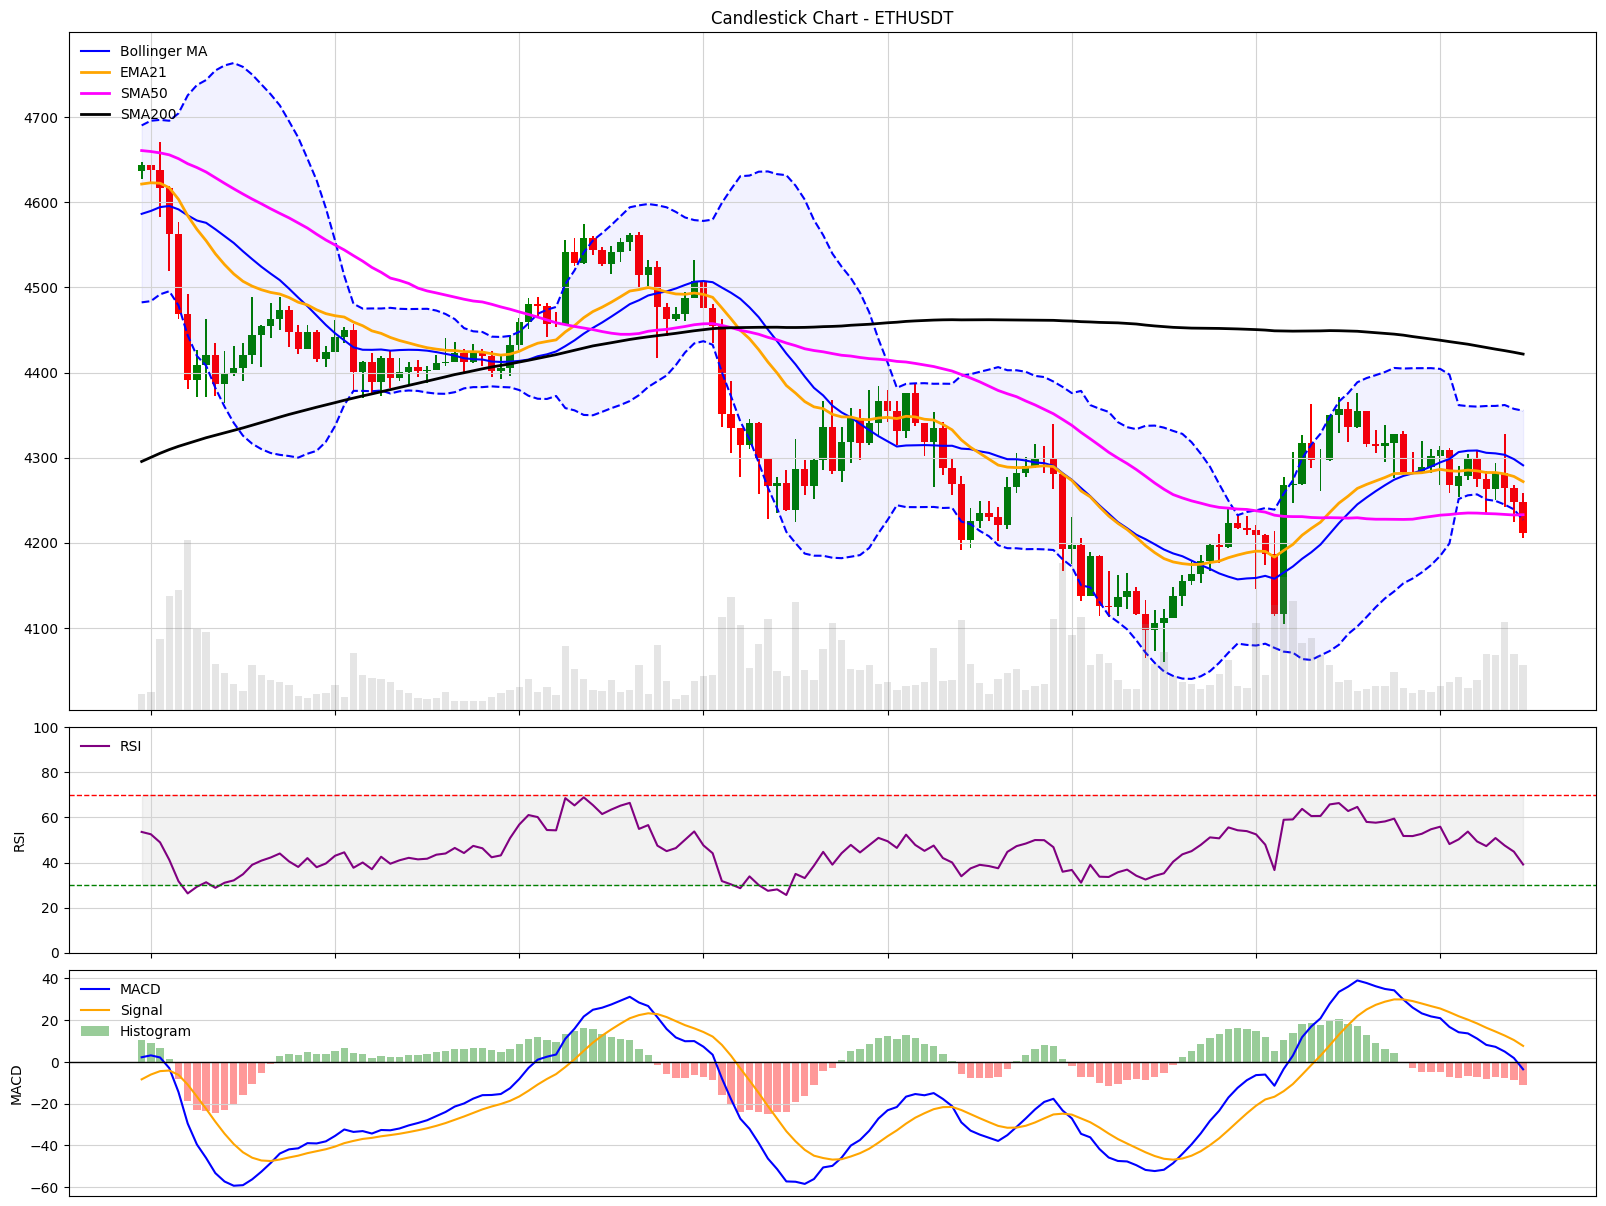 Candlestick Chart - ETHUSDT
Bollinger MA
EMA21
SMA50
SMA200
4700
4600
4500
4400
4300
4200
4100
RSI
100
80
60
40
20
0
RSI
MACD
Signal
Histogram
40
20
0
−20
−40
−60
MACD